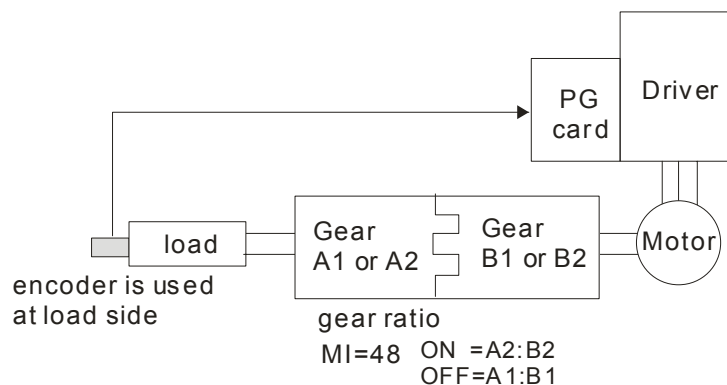 PG
card
Driver
load
Gear
A1 or A2
Gear
B1 or B2
Motor
encoder is used
at load side
gear ratio
MI=48 ON =A2:B2
OFF=A1:B1